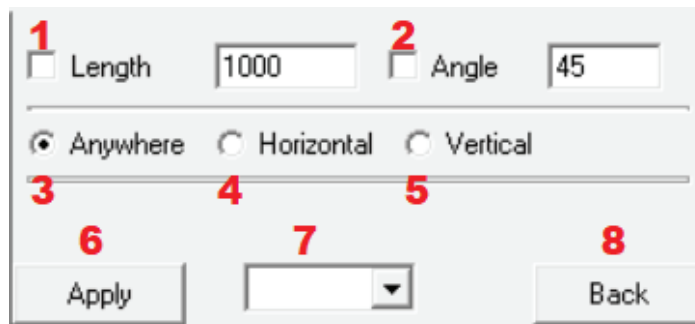 1 2
Length 1000 Angle 45
Anywhere Horizontal Vertical
3 4 5
6 7 8
Apply Back